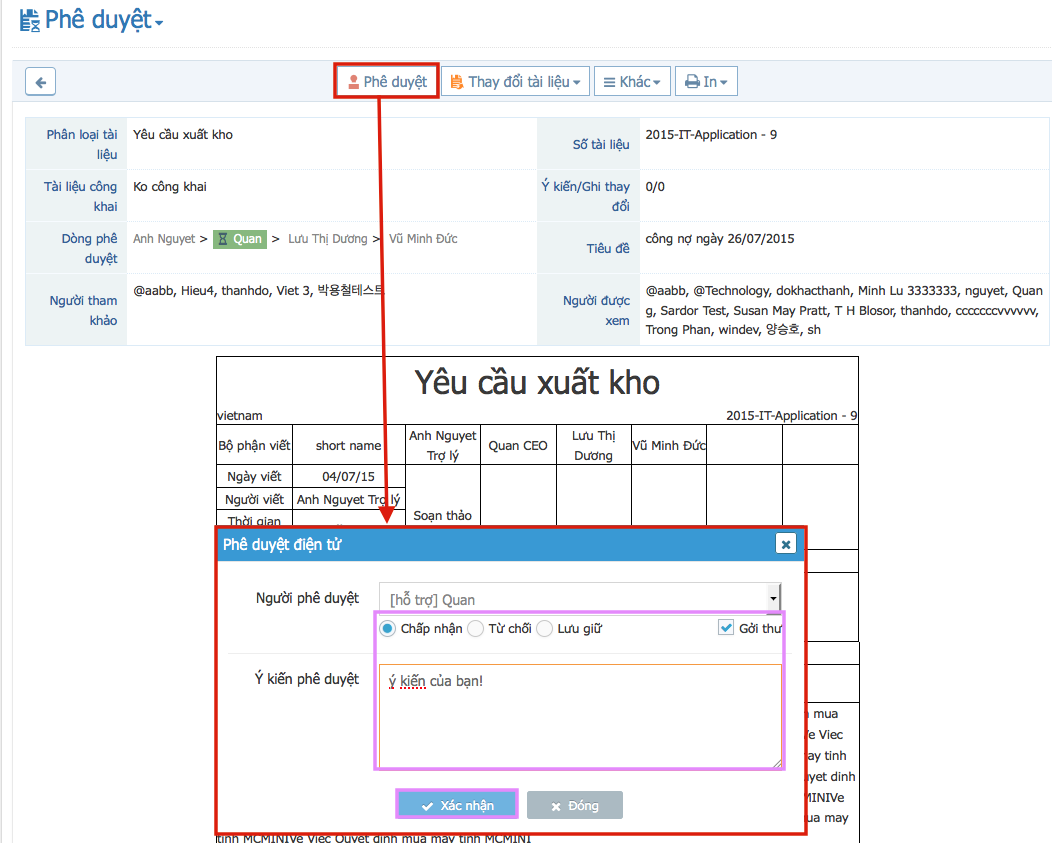 Phê duyệt
Phê duyệt Thay đổi tài liệu Khác In
Phân loại tài liệu Yêu cầu xuất kho Số tài liệu 2015-IT-Application - 9
Tài liệu công khai Ko công khai Ý kiến/Ghi thay đổi 0/0
Dòng phê duyệt Anh Nguyet > Quan > Lưu Thị Dương > Vũ Minh Đức Tiêu đề công nợ ngày 26/07/2015
Người tham khảo @aabb, Hieu4, thanhdo, Viet 3, 박용철테스트
Người được xem @aabb, @Technology, dokhacthanh, Minh Lu 3333333, nguyet, Quan
g, Sardor Test, Susan May Pratt, T H Blosor, thanhdo, cccccccvvvvvv,
Trong Phan, windev, 양승호, sh
Yêu cầu xuất kho
vietnam 2015-IT-Application - 9
Bộ phận viết short name Anh Nguyet Trợ lý Quan CEO Lưu Thị Dương Vũ Minh Đức
Ngày viết 04/07/15
Người viết Anh Nguyet Trợ lý
Thời gian Soạn thảo
Phê duyệt điện tử
Người phê duyệt [hỗ trợ] Quan
Chấp nhận Từ chối Lưu giữ Gởi thư
Ý kiến phê duyệt ý kiến của bạn!
mua
Viec
tinh
dinh
may
Xác nhận Đóng
tinh MCMINIVe Viec Quyet dinh mua may tinh MCMINI